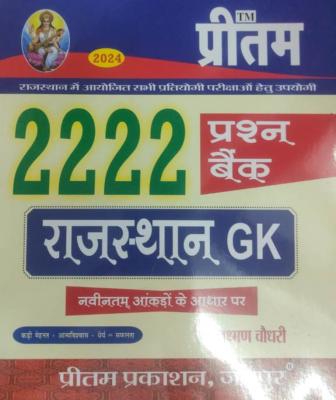 2024
TM
प्रीतम
राजस्थान में आयोजित सभी प्रतियोगी परीक्षाओं हेतु उपयोगी
2222
प्रश्न
बैंक
राजस्थान GK
नवीनतम् आंकड़ों के आधार पर
कड़ी मेहनत - आत्मविश्वास - धैर्य = सफलता
चौधरी
प्रीतम प्रकाशन,